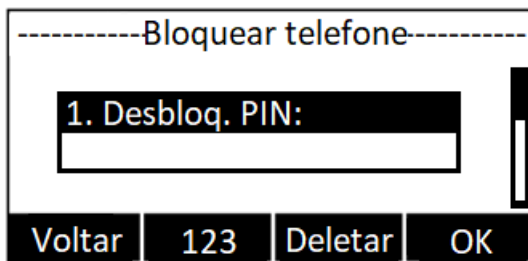 -----------Bloquear telefone-----------
1. Desbloq. PIN:
Voltar 123 Deletar OK